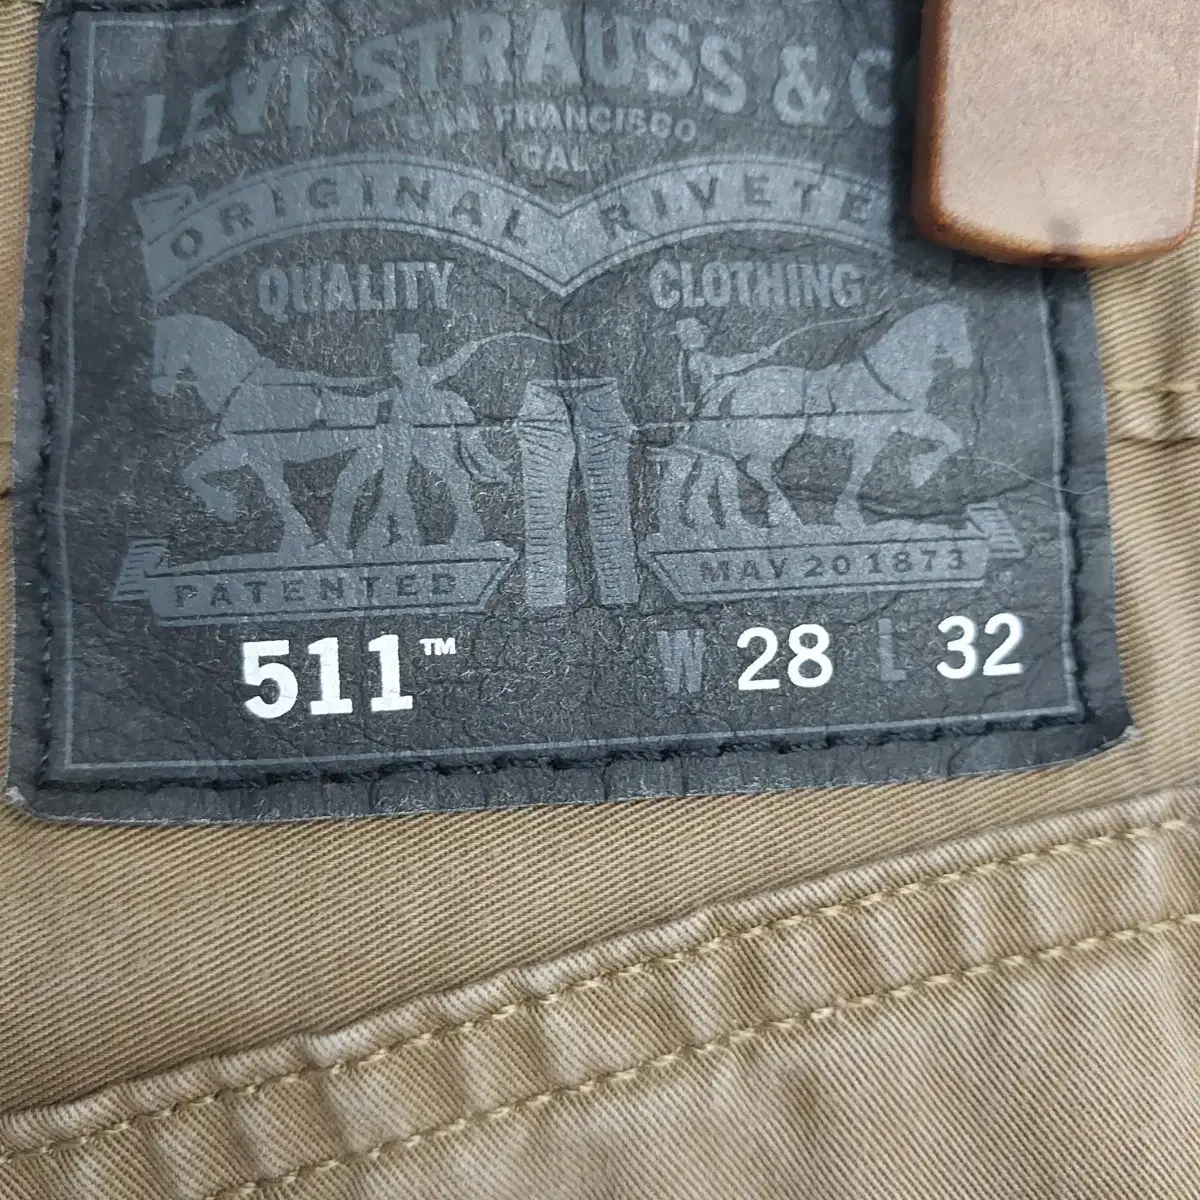 LEVI STRAUSS & C
SAN FRANCISCO
CAL
ORIGINAL RIVETE
QUALITY CLOTHING
PATENTED MAY 20 1873
511™ W 28 L 32